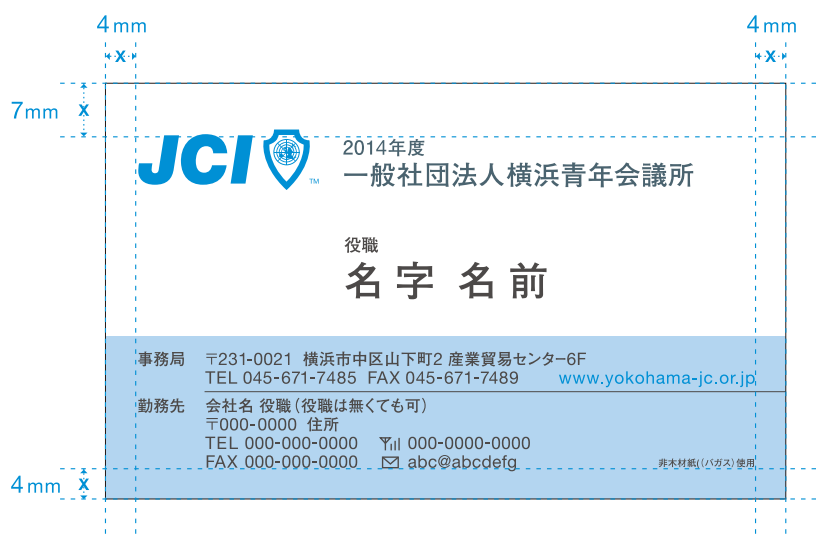 4mm 4mm
x x
7mm x
JCI ™
2014年度
一般社団法人横浜青年会議所
役職
名字 名前
事務局 〒231-0021 横浜市中区山下町2 産業貿易センター6F
TEL 045-671-7485 FAX 045-671-7489 www.yokohama-jc.or.jp
勤務先 会社名 役職(役職は無くても可)
〒000-0000 住所
TEL 000-000-0000 000-0000-0000
FAX 000-000-0000 abc@abcdefg
非木材紙((バガス)使用
4mm x